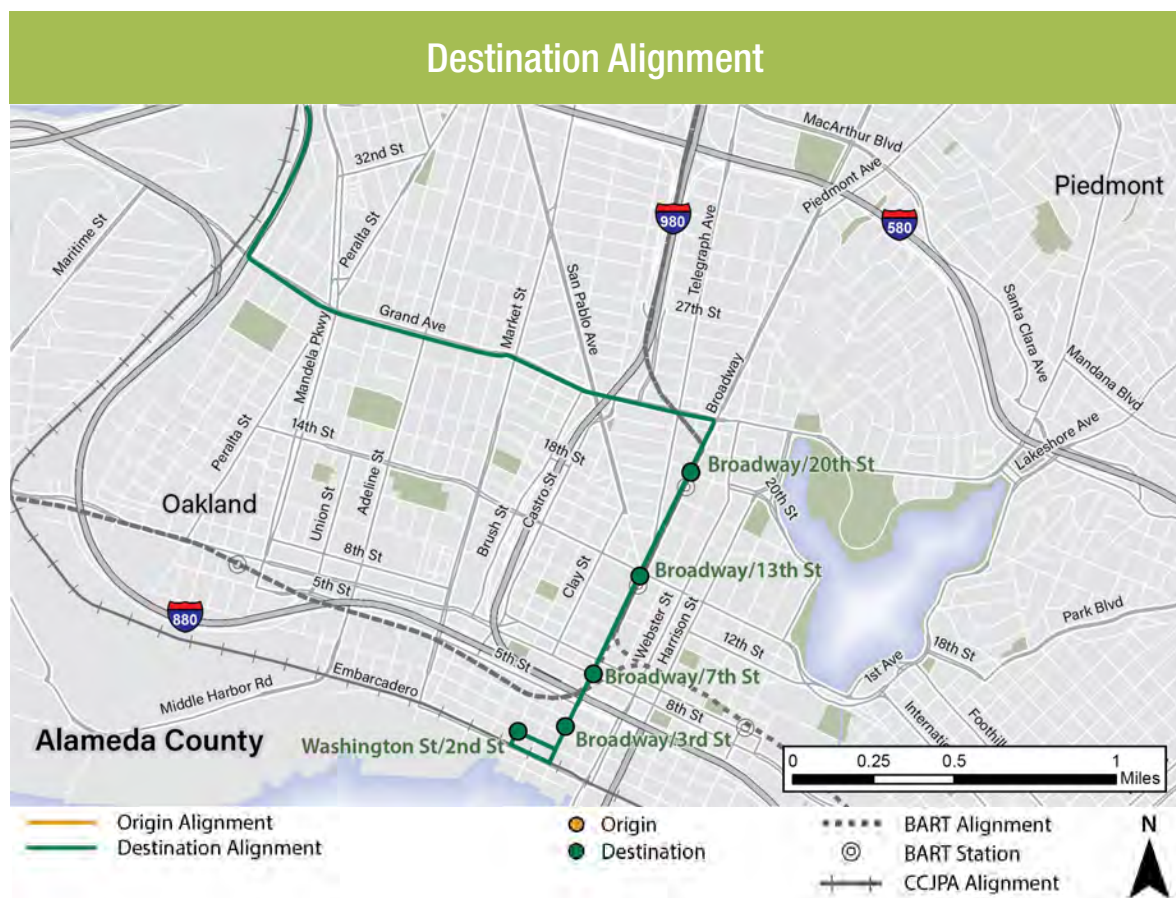 Destination Alignment
MacArthur Blvd
32nd St
Piedmont Ave
Piedmont
980
580
Maritime St
Peralta St
Telegraph Ave
San Pablo Ave
Market St
27th St
Santa Clara Ave
Grand Ave
Mandela Pkwy
Broadway
Mandana Blvd
Lakeshore Ave
Peralta St
14th St
18th St
Broadway/20th St
20th St
Oakland
Union St
Adeline St
Brush St
Castro St
8th St
Clay St
Broadway/13th St
5th St
880
Webster St
Harrison St
12th St
Park Blvd
18th St
1st Ave
5th St
Broadway/7th St
Embarcadero
Middle Harbor Rd
8th St
International
Foothill
Alameda County
Washington St/2nd St
Broadway/3rd St
0 0.25 0.5 1
Miles
Origin Alignment
Destination Alignment
Origin
Destination
BART Alignment
BART Station
CCJPA Alignment
N